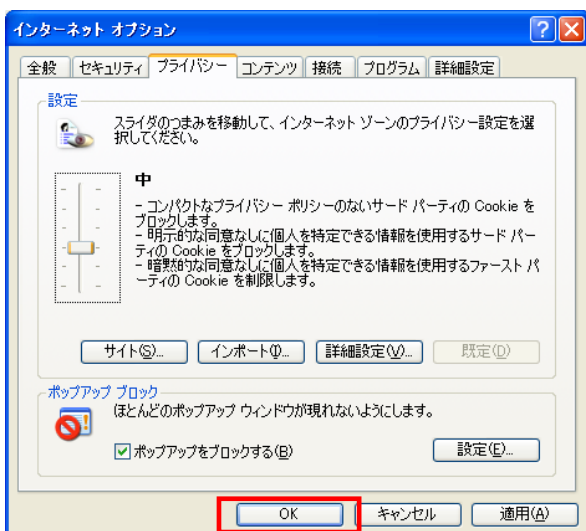 インターネット オプション
全般 セキュリティ プライバシー コンテンツ 接続 プログラム 詳細設定
設定
スライダのつまみを移動して、インターネット ゾーンのプライバシー設定を選
択してください。
中
- コンパクトなプライバシー ポリシーのないサード パーティの Cookie を
ブロックします。
- 明示的な同意なしに個人を特定できる情報を使用するサード パー
ティの Cookie をブロックします。
- 暗黙的な同意なしに個人を特定できる情報を使用するファースト パ
ーティの Cookie を制限します。
サイト(S)... インポート(I)... 詳細設定(V)... 既定(D)
ポップアップ ブロック
ほとんどのポップアップ ウィンドウが現れないようにします。
ポップアップをブロックする(B) 設定(E)...
OK キャンセル 適用(A)